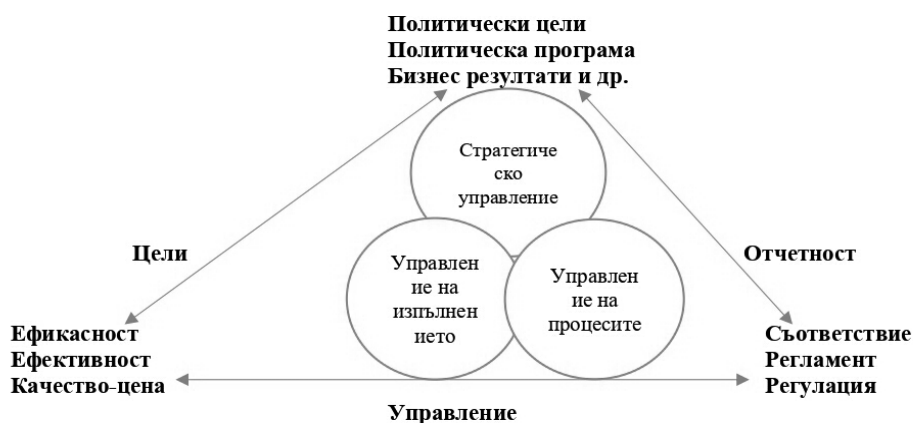 Политически цели
Политическа програма
Бизнес резултати и др.
Стратегиче
ско
управление
Цели
Отчетност
Управлен
ие на
изпълнен
ието
Управлен
ие на
процесите
Ефикасност
Ефективност
Качество-цена
Съответствие
Регламент
Регулация
Управление